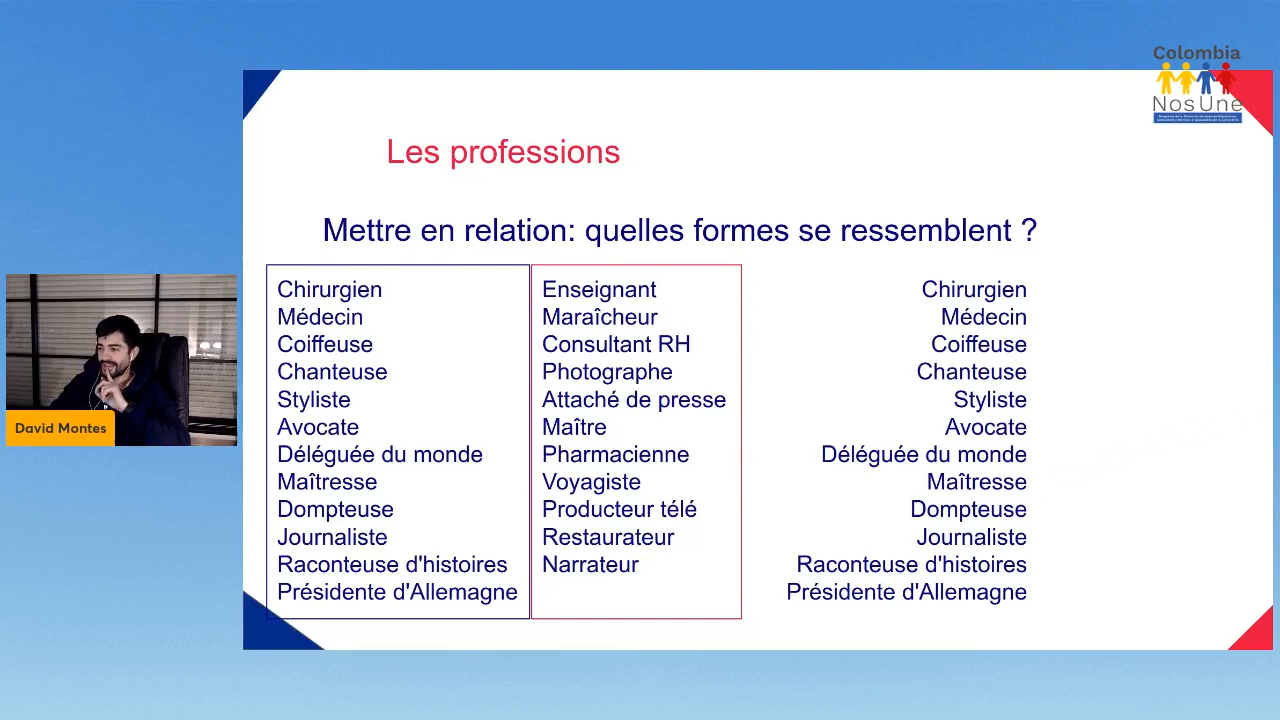 Colombia
NosUne
Les professions
Mettre en relation: quelles formes se ressemblent ?
Chirurgien
Médecin
Coiffeuse
Chanteuse
Styliste
Avocate
Déléguée du monde
Maîtresse
Dompteuse
Journaliste
Raconteuse d'histoires
Présidente d'Allemagne
Enseignant
Maraîcheur
Consultant RH
Photographe
Attaché de presse
Maître
Pharmacienne
Voyagiste
Producteur télé
Restaurateur
Narrateur
Chirurgien
Médecin
Coiffeuse
Chanteuse
Styliste
Avocate
Déléguée du monde
Maîtresse
Dompteuse
Journaliste
Raconteuse d'histoires
Présidente d'Allemagne
David Montes